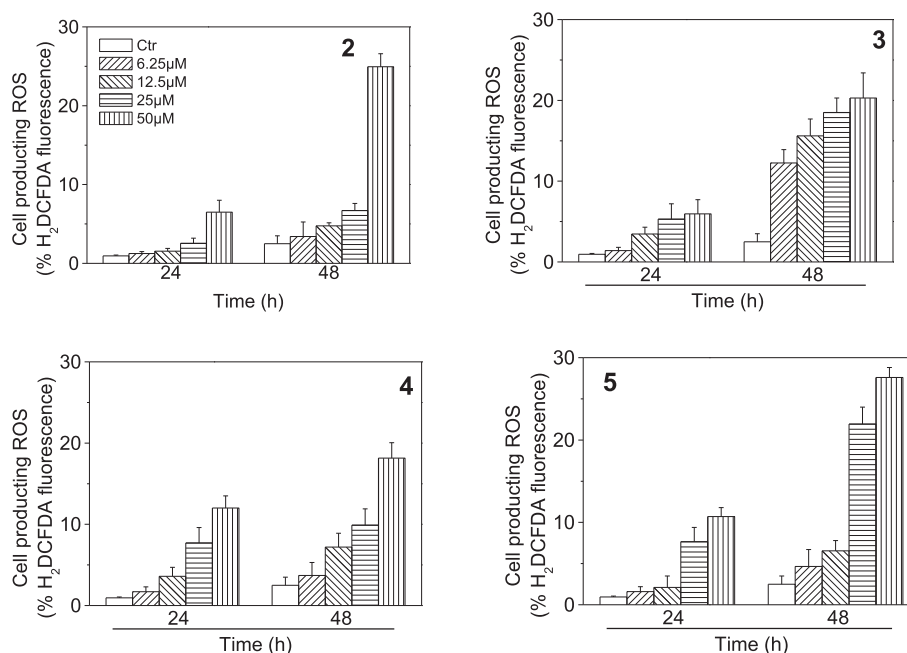 Cell producting ROS
(% H₂DCFDA fluorescence)
30
20
10
0
Ctr
6.25µM
12.5µM
25µM
50µM
2
24
48
Time (h)
Cell producing ROS
(% H₂DCFDA fluorescence)
30
20
10
0
3
24
48
Time (h)
Cell producing ROS
(% H₂DCFDA fluorescence)
30
20
10
0
4
24
48
Time (h)
Cell producing ROS
(% H₂DCFDA fluorescence)
30
20
10
0
5
24
48
Time (h)